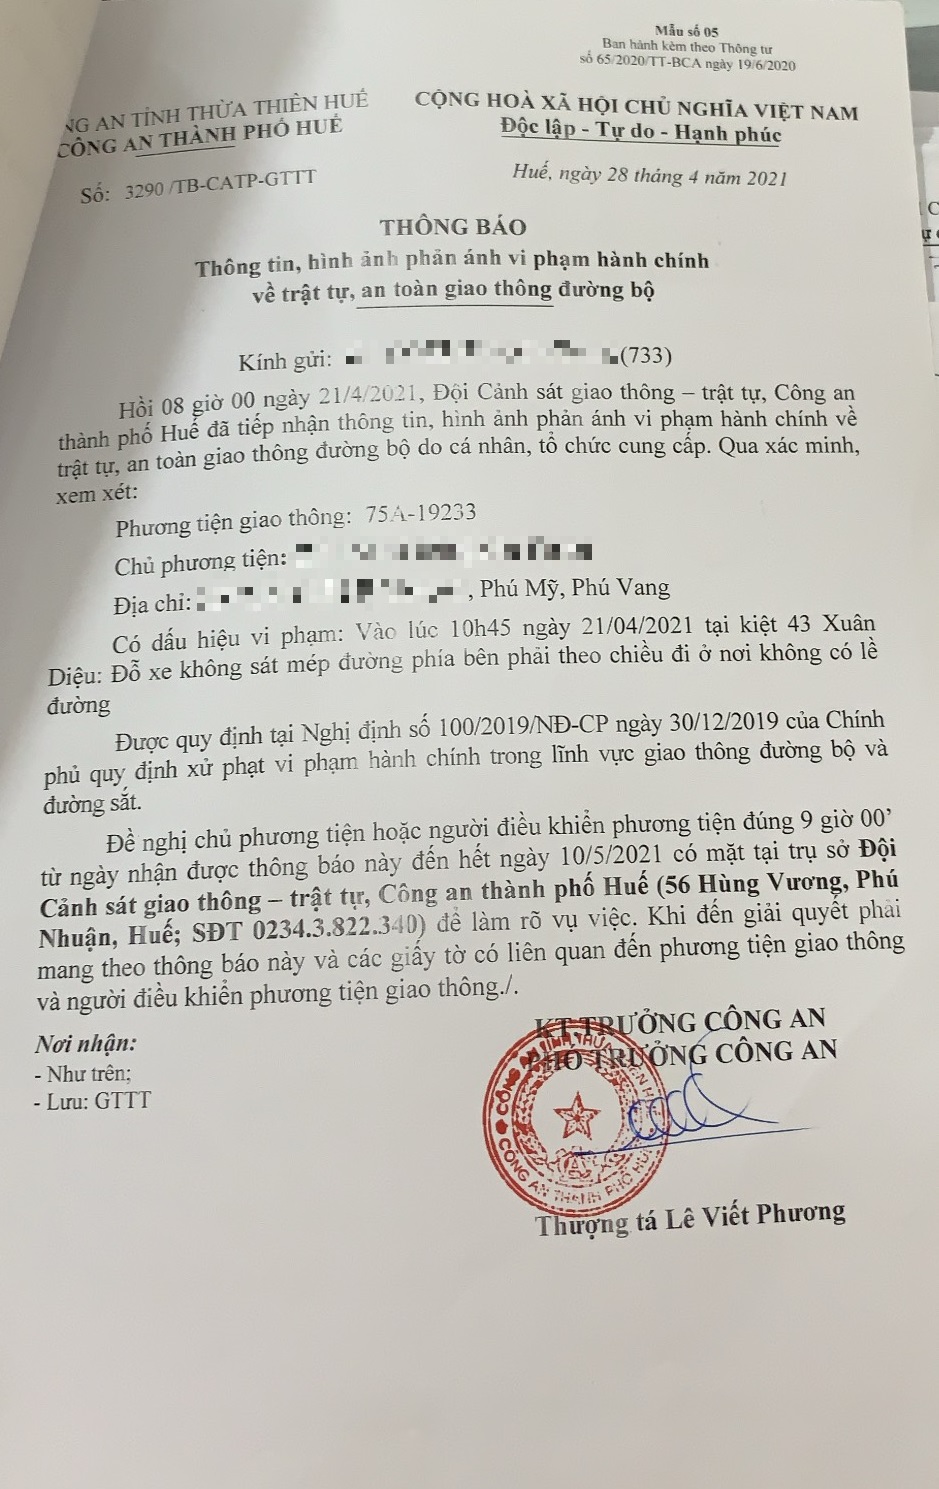 Mẫu số 05
Ban hành kèm theo Thông tư
số 65/2020/TT-BCA ngày 19/6/2020
NG AN TỈNH THỪA THIÊN HUẾ
CÔNG AN THÀNH PHỐ HUẾ
CỘNG HOÀ XÃ HỘI CHỦ NGHĨA VIỆT NAM
Độc lập - Tự do - Hạnh phúc
Số: 3290 /TB-CATP-GTTT
Huế, ngày 28 tháng 4 năm 2021
THÔNG BÁO
Thông tin, hình ảnh phản ánh vi phạm hành chính
về trật tự, an toàn giao thông đường bộ
Kính gửi: (733)
Hồi 08 giờ 00 ngày 21/4/2021, Đội Cảnh sát giao thông – trật tự, Công an
thành phố Huế đã tiếp nhận thông tin, hình ảnh phản ánh vi phạm hành chính về
trật tự, an toàn giao thông đường bộ do cá nhân, tổ chức cung cấp. Qua xác minh,
xem xét:
Phương tiện giao thông: 75A-19233
Chủ phương tiện:
Địa chỉ: , Phú Mỹ, Phú Vang
Có dấu hiệu vi phạm: Vào lúc 10h45 ngày 21/04/2021 tại kiệt 43 Xuân
Diệu: Đỗ xe không sát mép đường phía bên phải theo chiều đi ở nơi không có lề
đường
Được quy định tại Nghị định số 100/2019/NĐ-CP ngày 30/12/2019 của Chính
phủ quy định xử phạt vi phạm hành chính trong lĩnh vực giao thông đường bộ và
đường sắt.
Đề nghị chủ phương tiện hoặc người điều khiển phương tiện đúng 9 giờ 00’
từ ngày nhận được thông báo này đến hết ngày 10/5/2021 có mặt tại trụ sở Đội
Cảnh sát giao thông – trật tự, Công an thành phố Huế (56 Hùng Vương, Phú
Nhuận, Huế; SĐT 0234.3.822.340) để làm rõ vụ việc. Khi đến giải quyết phải
mang theo thông báo này và các giấy tờ có liên quan đến phương tiện giao thông
và người điều khiển phương tiện giao thông./.
Nơi nhận:
- Như trên;
- Lưu: GTTT
KT.TRƯỞNG CÔNG AN
PHÓ TRƯỞNG CÔNG AN
CÔNG AN THÀNH PHỐ HUẾ
Thượng tá Lê Viết Phương